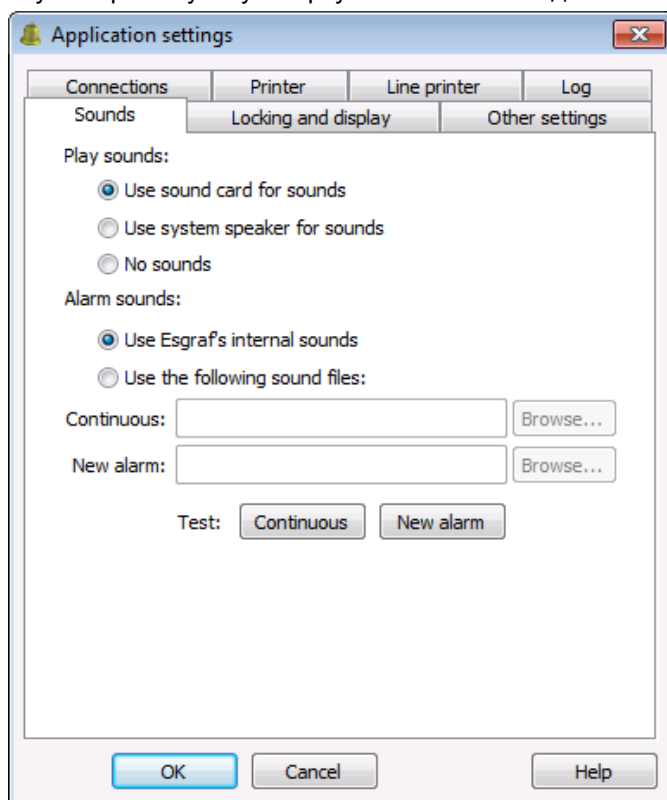 Application settings
Connections Printer Line printer Log
Sounds Locking and display Other settings
Play sounds:
Use sound card for sounds
Use system speaker for sounds
No sounds
Alarm sounds:
Use Esgraf's internal sounds
Use the following sound files:
Continuous: Browse...
New alarm: Browse...
Test: Continuous New alarm
OK Cancel Help